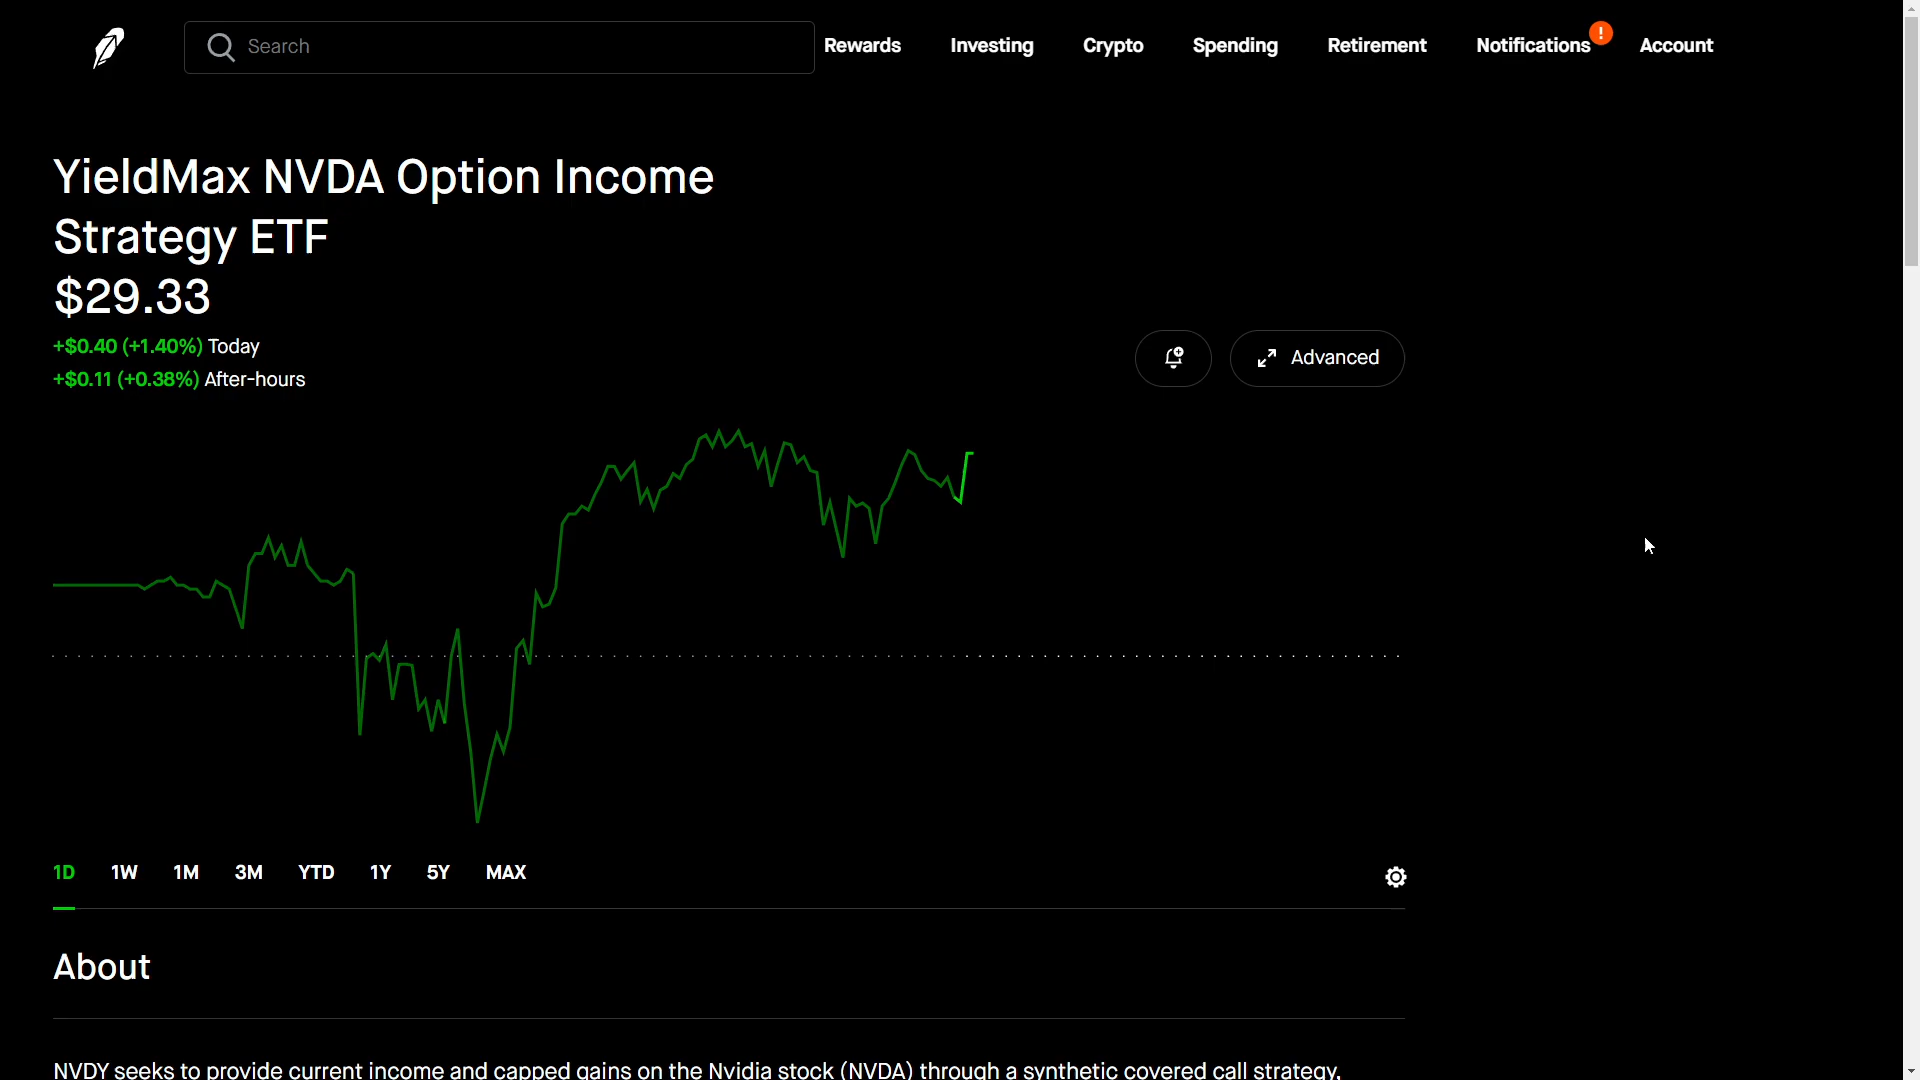 Search
Rewards
Investing
Crypto
Spending
Retirement
Notifications
!
Account
YieldMax NVDA Option Income
Strategy ETF
$29.33
+$0.40 (+1.40%) Today
+$0.11 (+0.38%) After-hours
Advanced
1D
1W
1M
3M
YTD
1Y
5Y
MAX
About
NVDY seeks to provide current income and capped gains on the Nvidia stock (NVDA) through a synthetic covered call strategy,